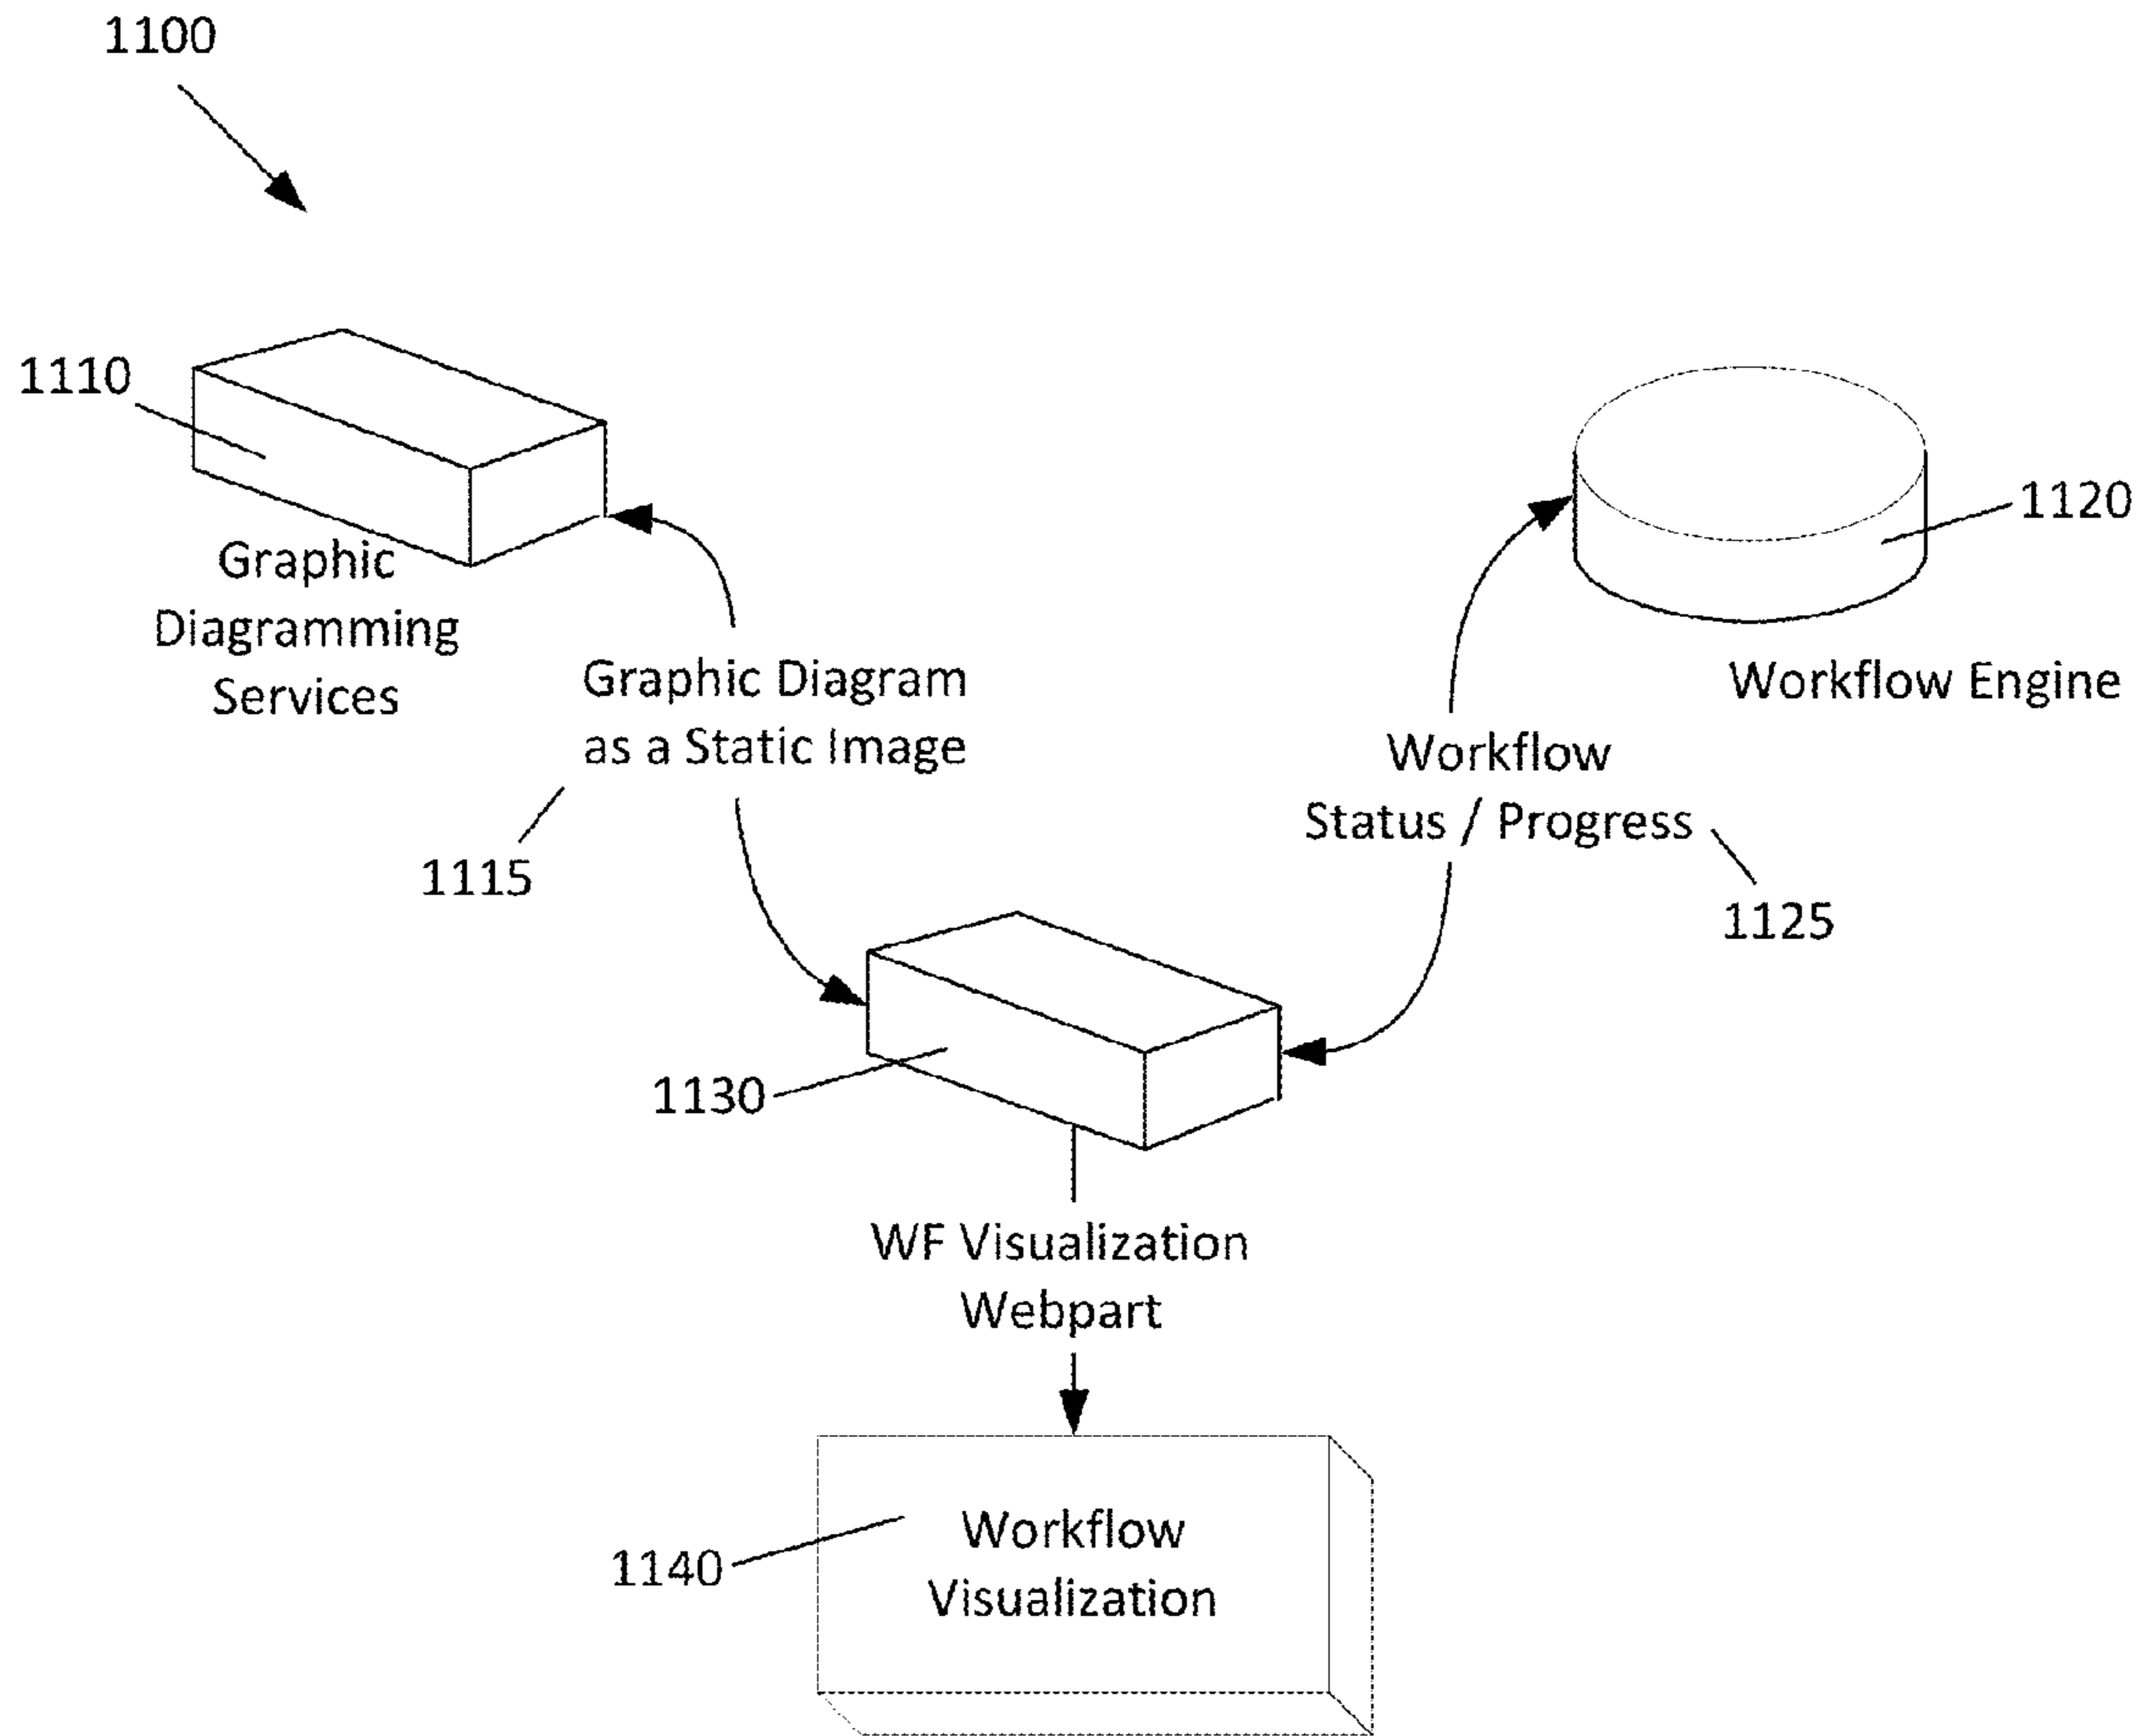 1100
1110
Graphic
Diagramming
Services
Graphic Diagram
as a Static Image
1115
1120
Workflow Engine
Workflow
Status / Progress
1125
1130
WF Visualization
Webpart
1140
Workflow
Visualization